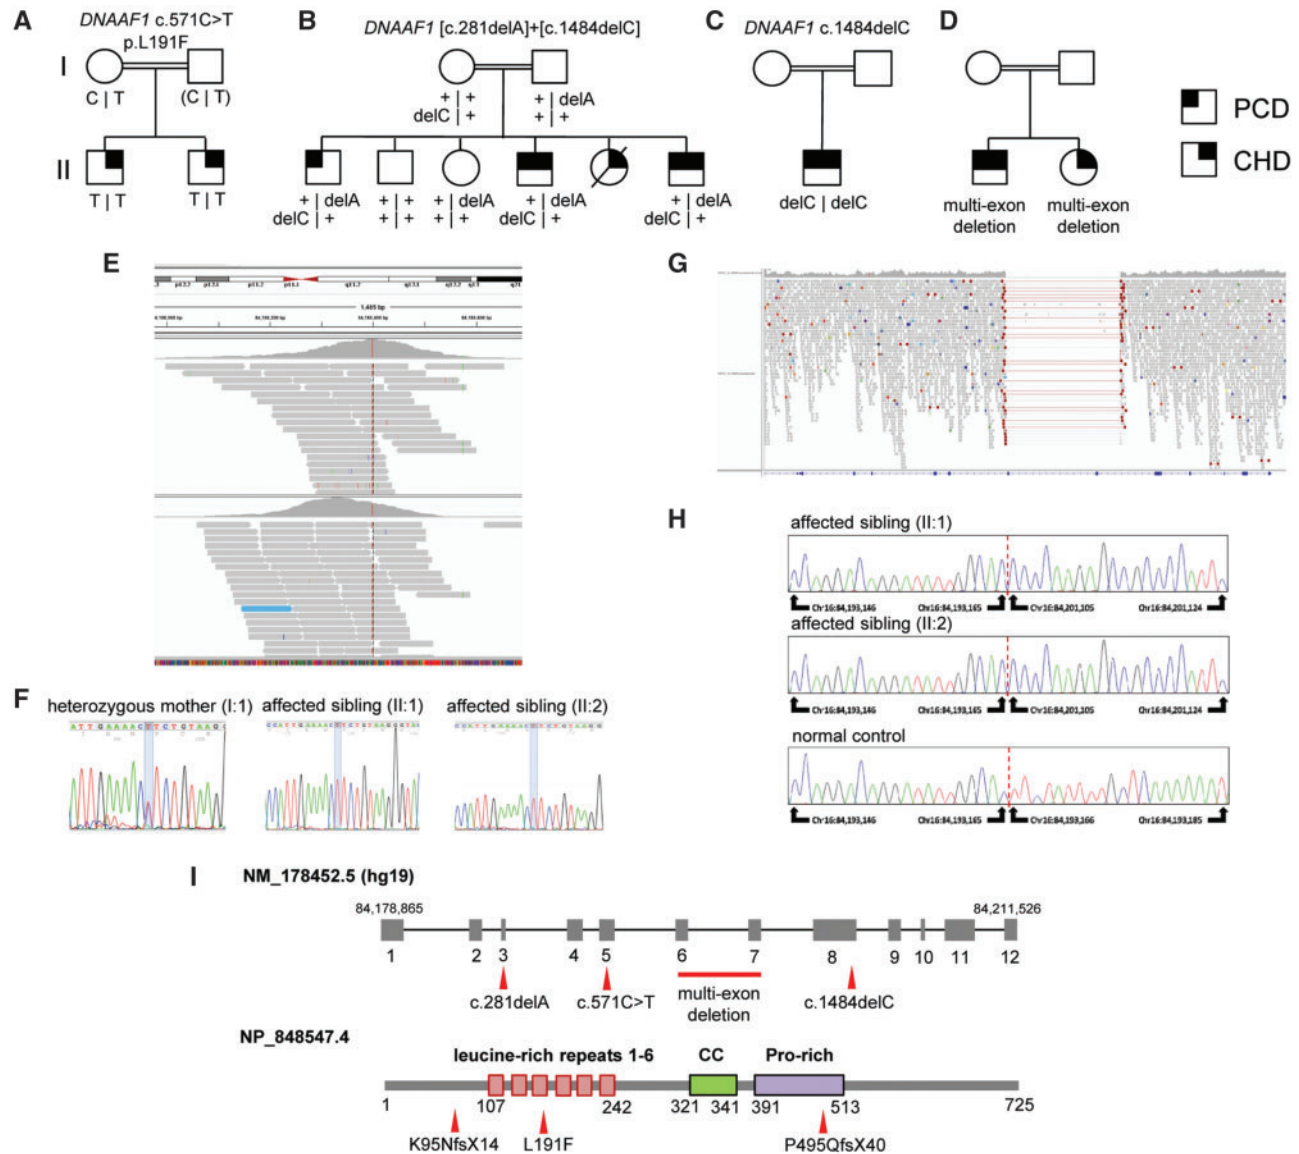 A
DNAAF1 c.571C>T
p.L191F
B
DNAAF1 [c.281delA]+[c.1484delC]
C
DNAAF1 c.1484delC
D
I
C | T
(C | T)
+ | +
delC | +
+ | delA
+ | +
PCD
CHD
II
T | T
T | T
+ | delA
delC | +
+ | +
+ | +
+ | delA
+ | +
+ | delA
delC | +
+ | delA
delC | +
delC | delC
multi-exon
deletion
multi-exon
deletion
E
G
H
affected sibling (II:1)
Chr16:84,193,146
Chr16:84,193,165
Chr16:84,201,105
Chr16:84,201,124
affected sibling (II:2)
Chr16:84,193,146
Chr16:84,193,165
Chr16:84,201,105
Chr16:84,201,124
normal control
Chr16:84,193,146
Chr16:84,193,165
Chr16:84,193,166
Chr16:84,193,185
F
heterozygous mother (I:1)
affected sibling (II:1)
affected sibling (II:2)
ATTGAAAACTTCTGTAAGC
I
NM_178452.5 (hg19)
84,178,865
84,211,526
1 2 3 4 5 6 7 8 9 10 11 12
c.281delA
c.571C>T
multi-exon
deletion
c.1484delC
NP_848547.4
leucine-rich repeats 1-6
CC
Pro-rich
1 107 242 321 341 391 513 725
K95NfsX14
L191F
P495QfsX40